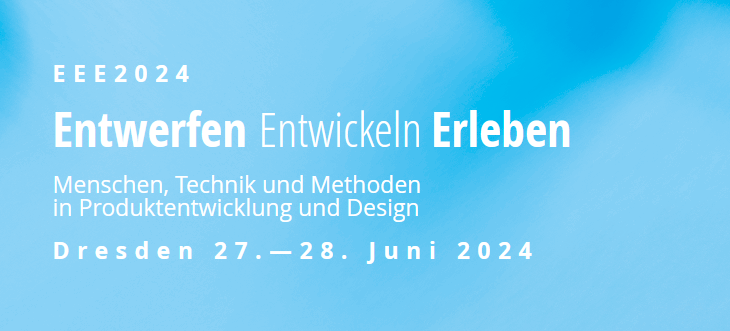 EEE2024
Entwerfen Entwickeln Erleben
Menschen, Technik und Methoden
in Produktentwicklung und Design
Dresden 27.—28. Juni 2024